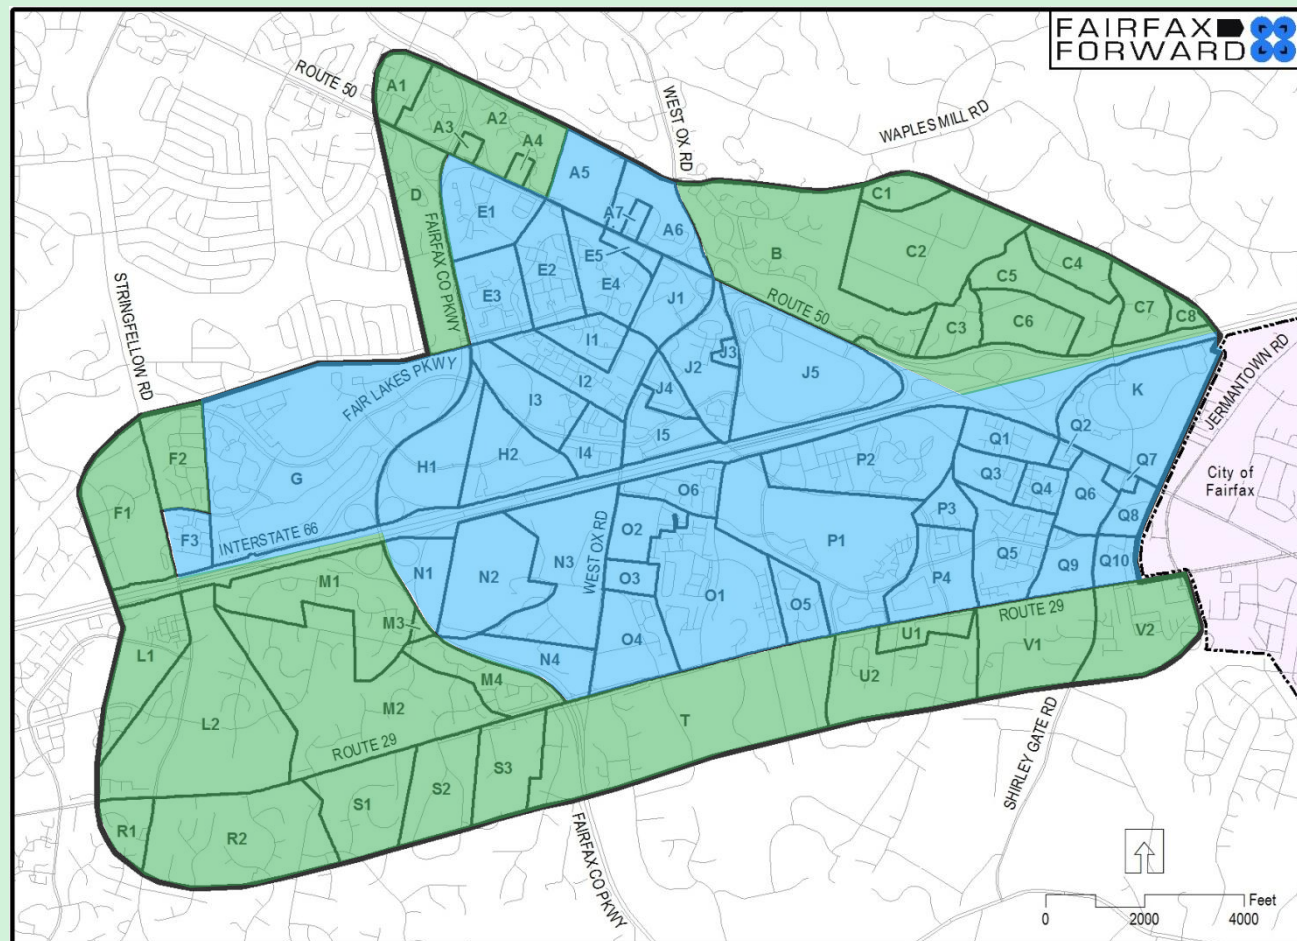 FAIRFAX
FORWARD
ROUTE 50
WEST OX RD
WAPLES MILL RD
A1
A2
A3
A4
A5
A7
A6
C1
D
FAIRFAX CO PKWY
E1
B
C2
C4
E5
E2
C5
E3
E4
J1
ROUTE 50
C7
C8
C3
C6
STRINGFELLOW RD
I1
J3
J2
J5
JERMANTOWN RD
FAIR LAKES PKWY
I2
J4
K
I3
I5
Q2
Q1
F2
I4
P2
Q7
H1
H2
G
Q3
Q4
Q6
City of
Fairfax
O6
F1
P3
Q8
O2
F3
INTERSTATE 66
WEST OX RD
P1
N3
Q5
Q9
Q10
N1
N2
O3
P4
M1
O1
O5
ROUTE 29
M3
O4
U1
V2
L1
N4
V1
M4
U2
M2
L2
T
ROUTE 29
SHIRLEY GATE RD
S3
S2
S1
R1
R2
FAIRFAX CO PKWY
Feet
0
2000
4000